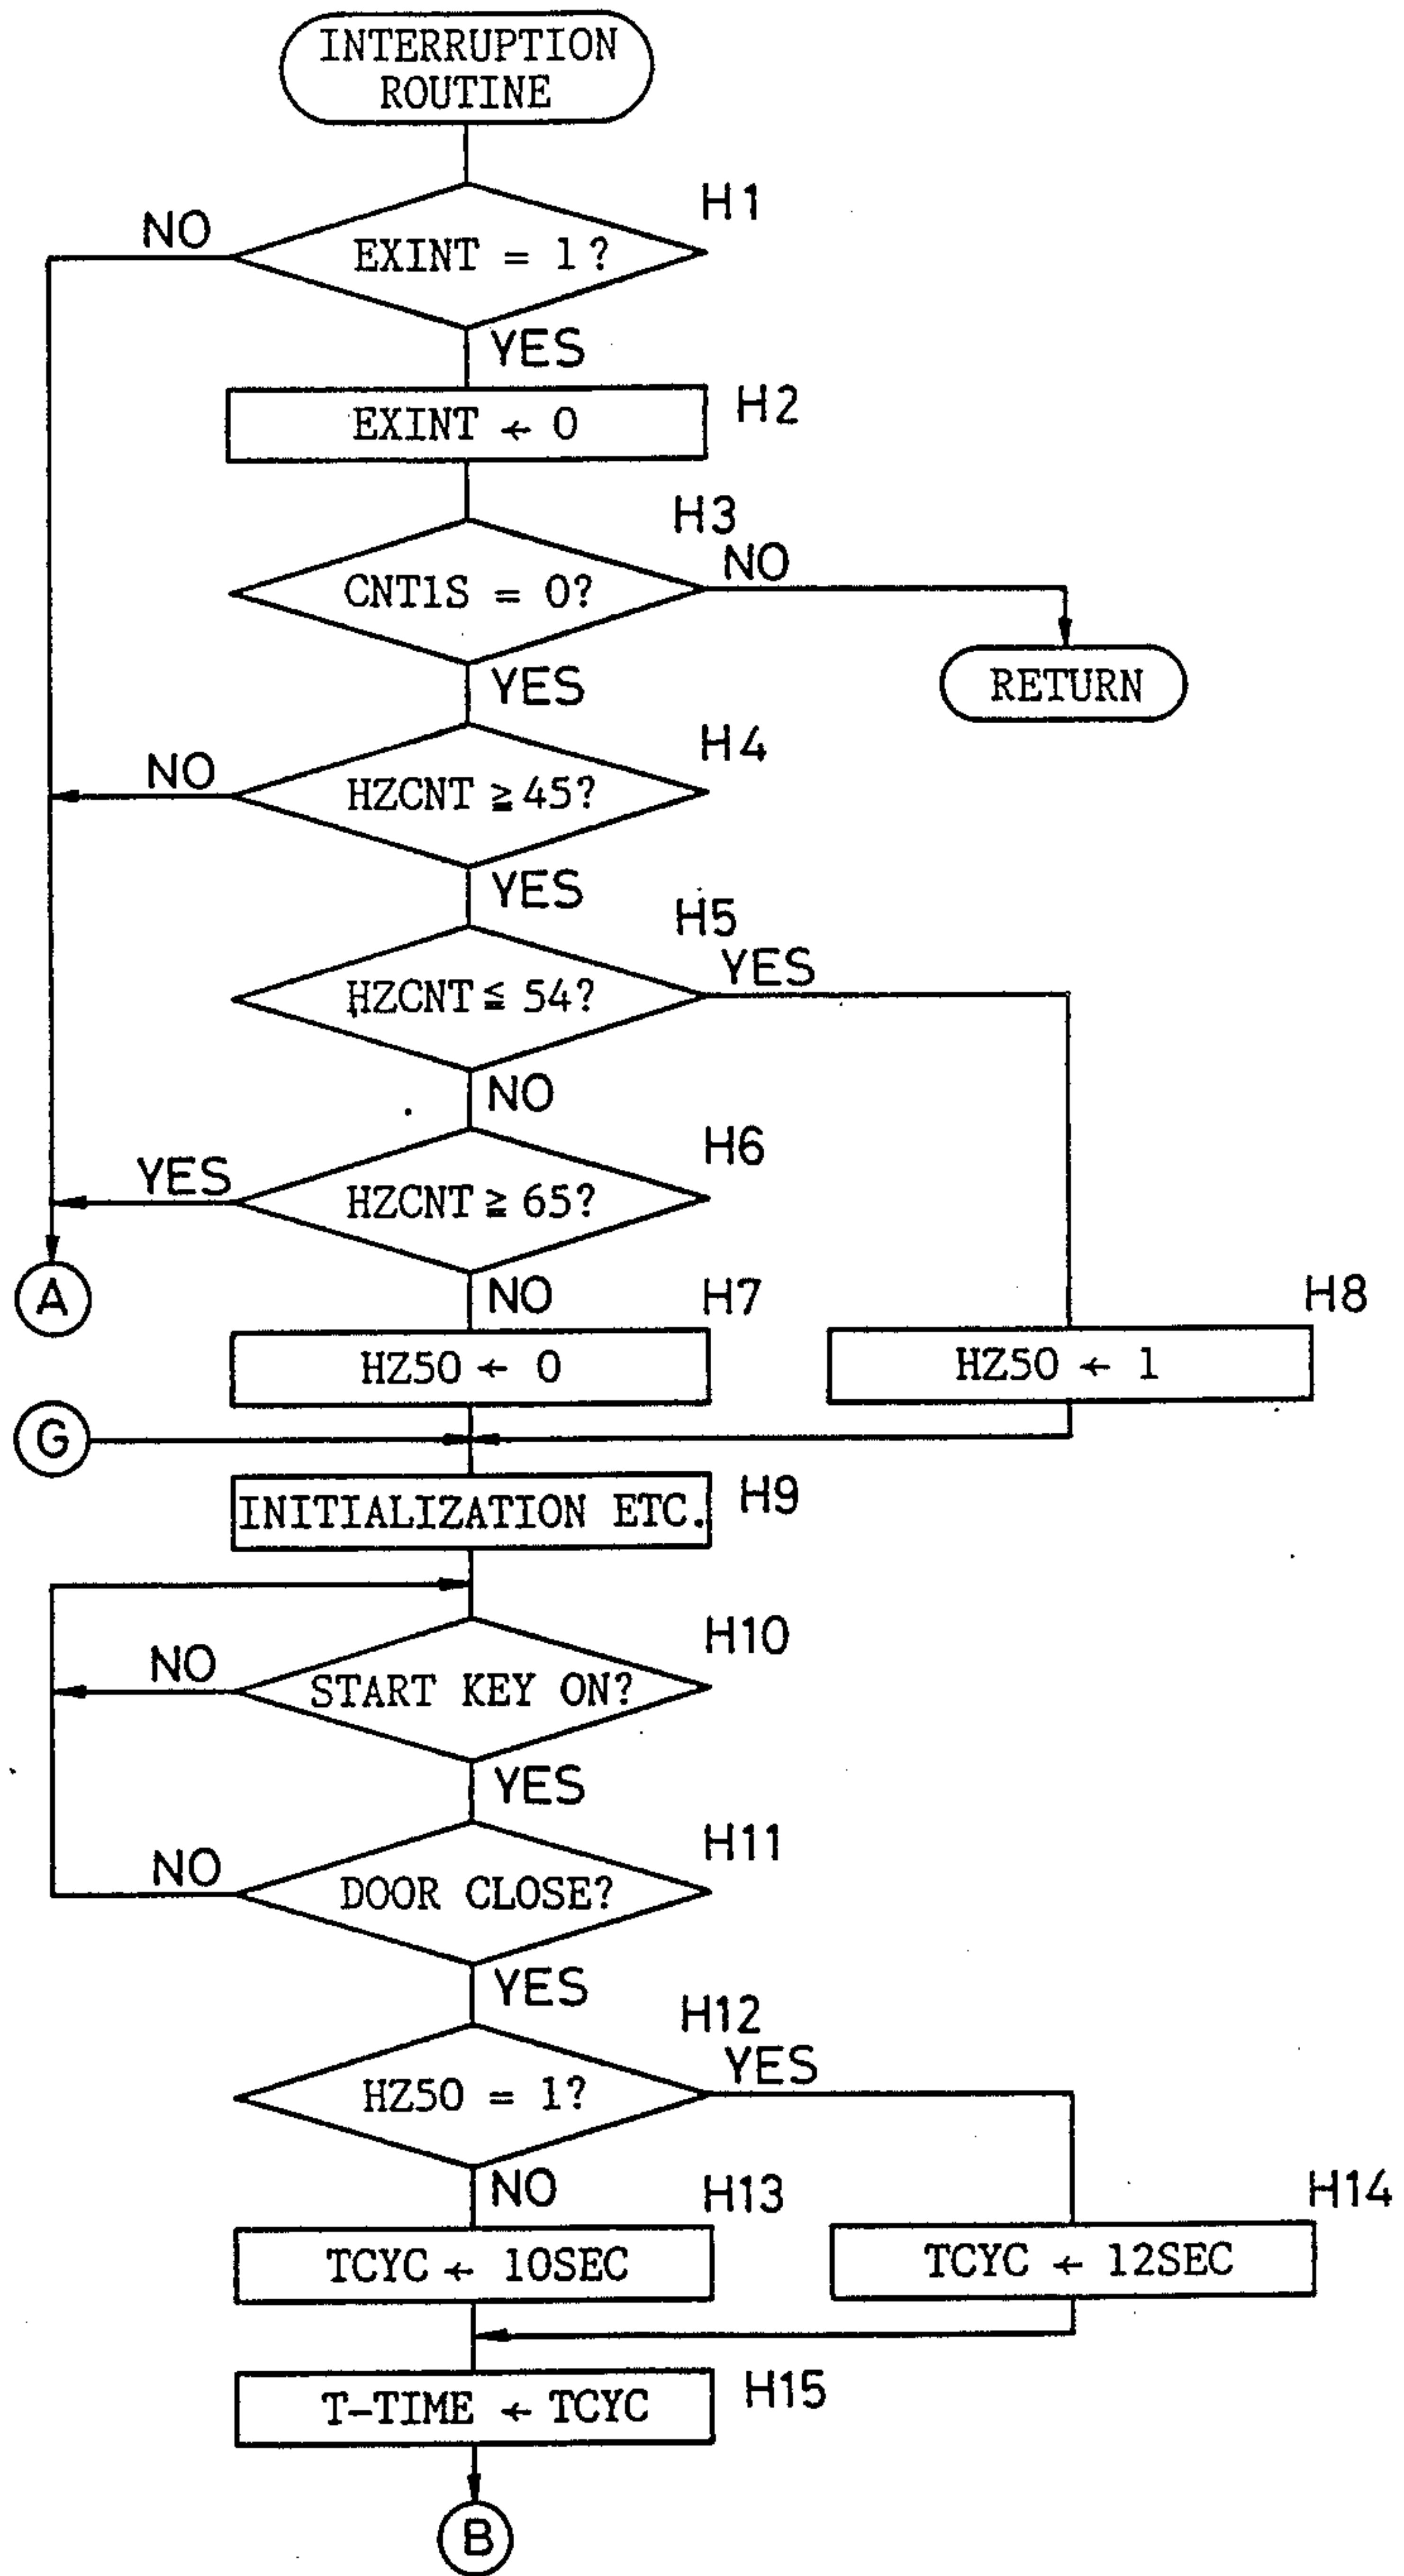 INTERRUPTION
ROUTINE
H1
NO
EXINT = 1?
YES
H2
EXINT ← 0
H3
NO
CNT1S = 0?
YES
RETURN
H4
NO
HZCNT ≧ 45?
YES
H5
YES
HZCNT ≦ 54?
NO
H6
YES
HZCNT ≧ 65?
A
NO
H7
H8
HZ50 ← 0
HZ50 ← 1
G
INITIALIZATION ETC.
H9
H10
NO
START KEY ON?
YES
H11
NO
DOOR CLOSE?
YES
H12
YES
HZ50 = 1?
NO
H13
H14
TCYC ← 10SEC
TCYC ← 12SEC
T-TIME ← TCYC
H15
B